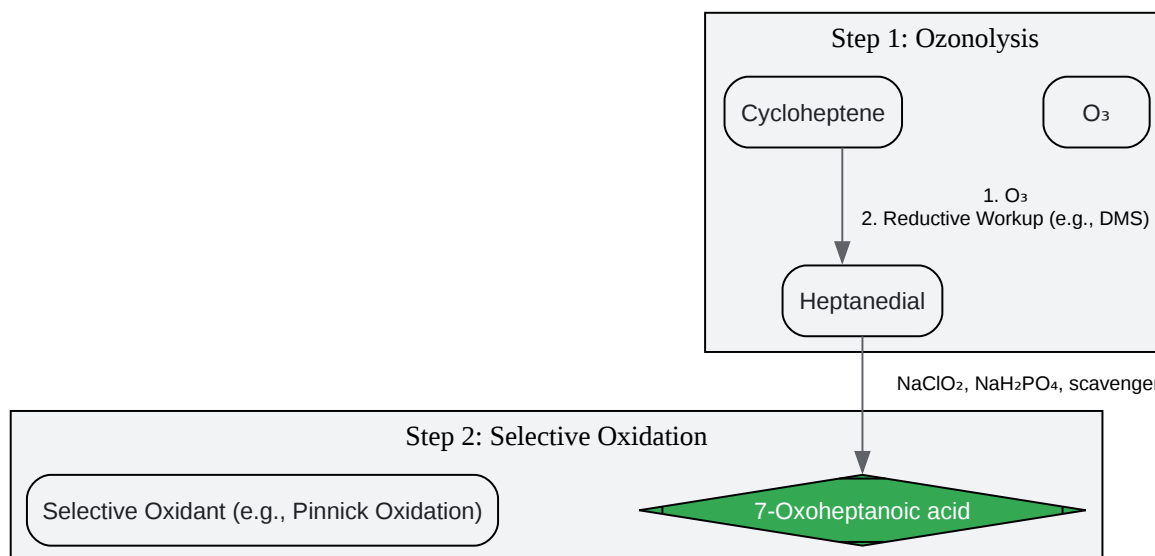 Step 1: Ozonolysis
Cycloheptene
O₃
1. O₃
2. Reductive Workup (e.g., DMS)
Heptanedial
NaClO₂, NaH₂PO₄, scavenger
Step 2: Selective Oxidation
Selective Oxidant (e.g., Pinnick Oxidation)
7-Oxoheptanoic acid